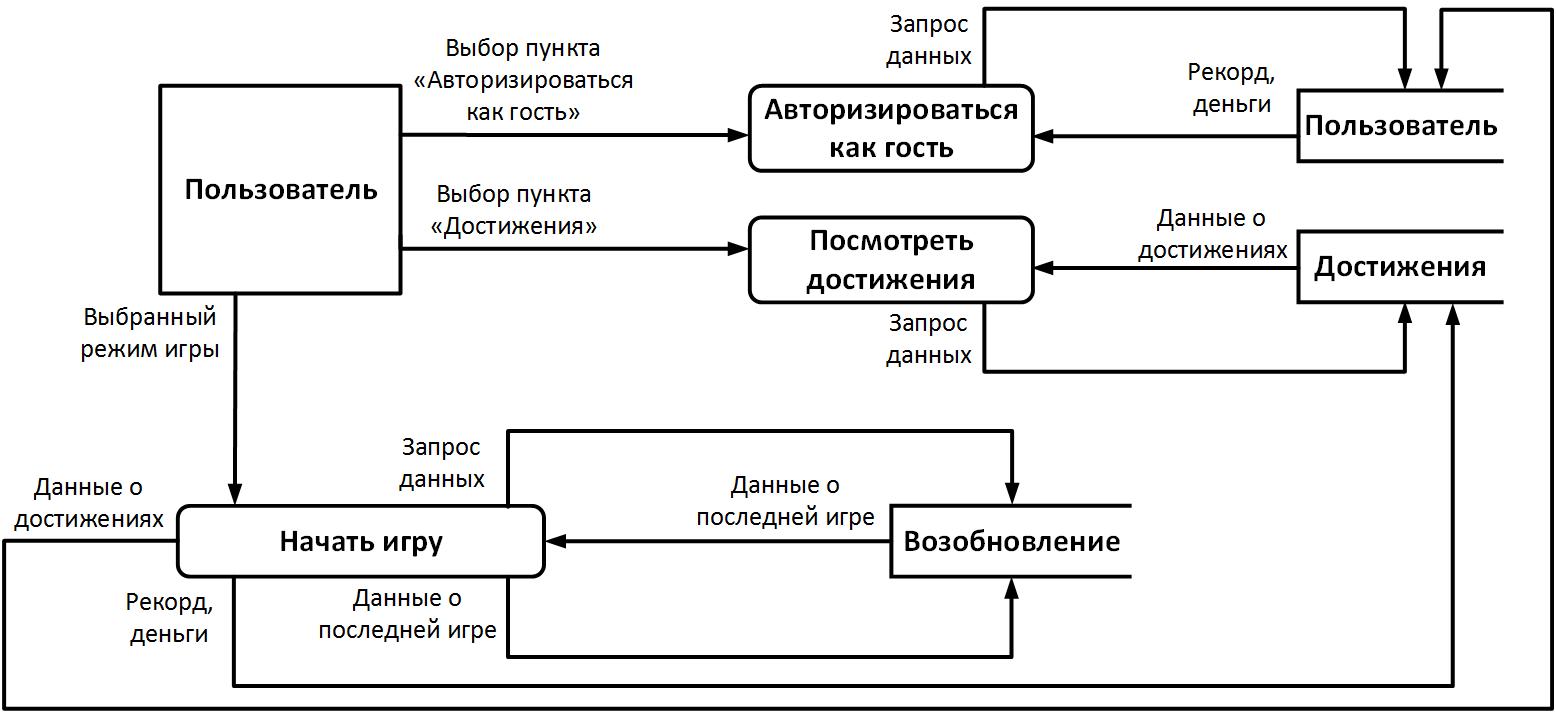 Запрос
данных
Выбор пункта
«Авторизироваться
как гость»
Авторизироваться
как гость
Рекорд,
деньги
Пользователь
Пользователь
Выбор пункта
«Достижения»
Посмотреть
достижения
Данные о
достижениях
Достижения
Выбранный
режим игры
Запрос
данных
Запрос
данных
Данные о
достижениях
Начать игру
Данные о
последней игре
Возобновление
Рекорд,
деньги
Данные о
последней игре